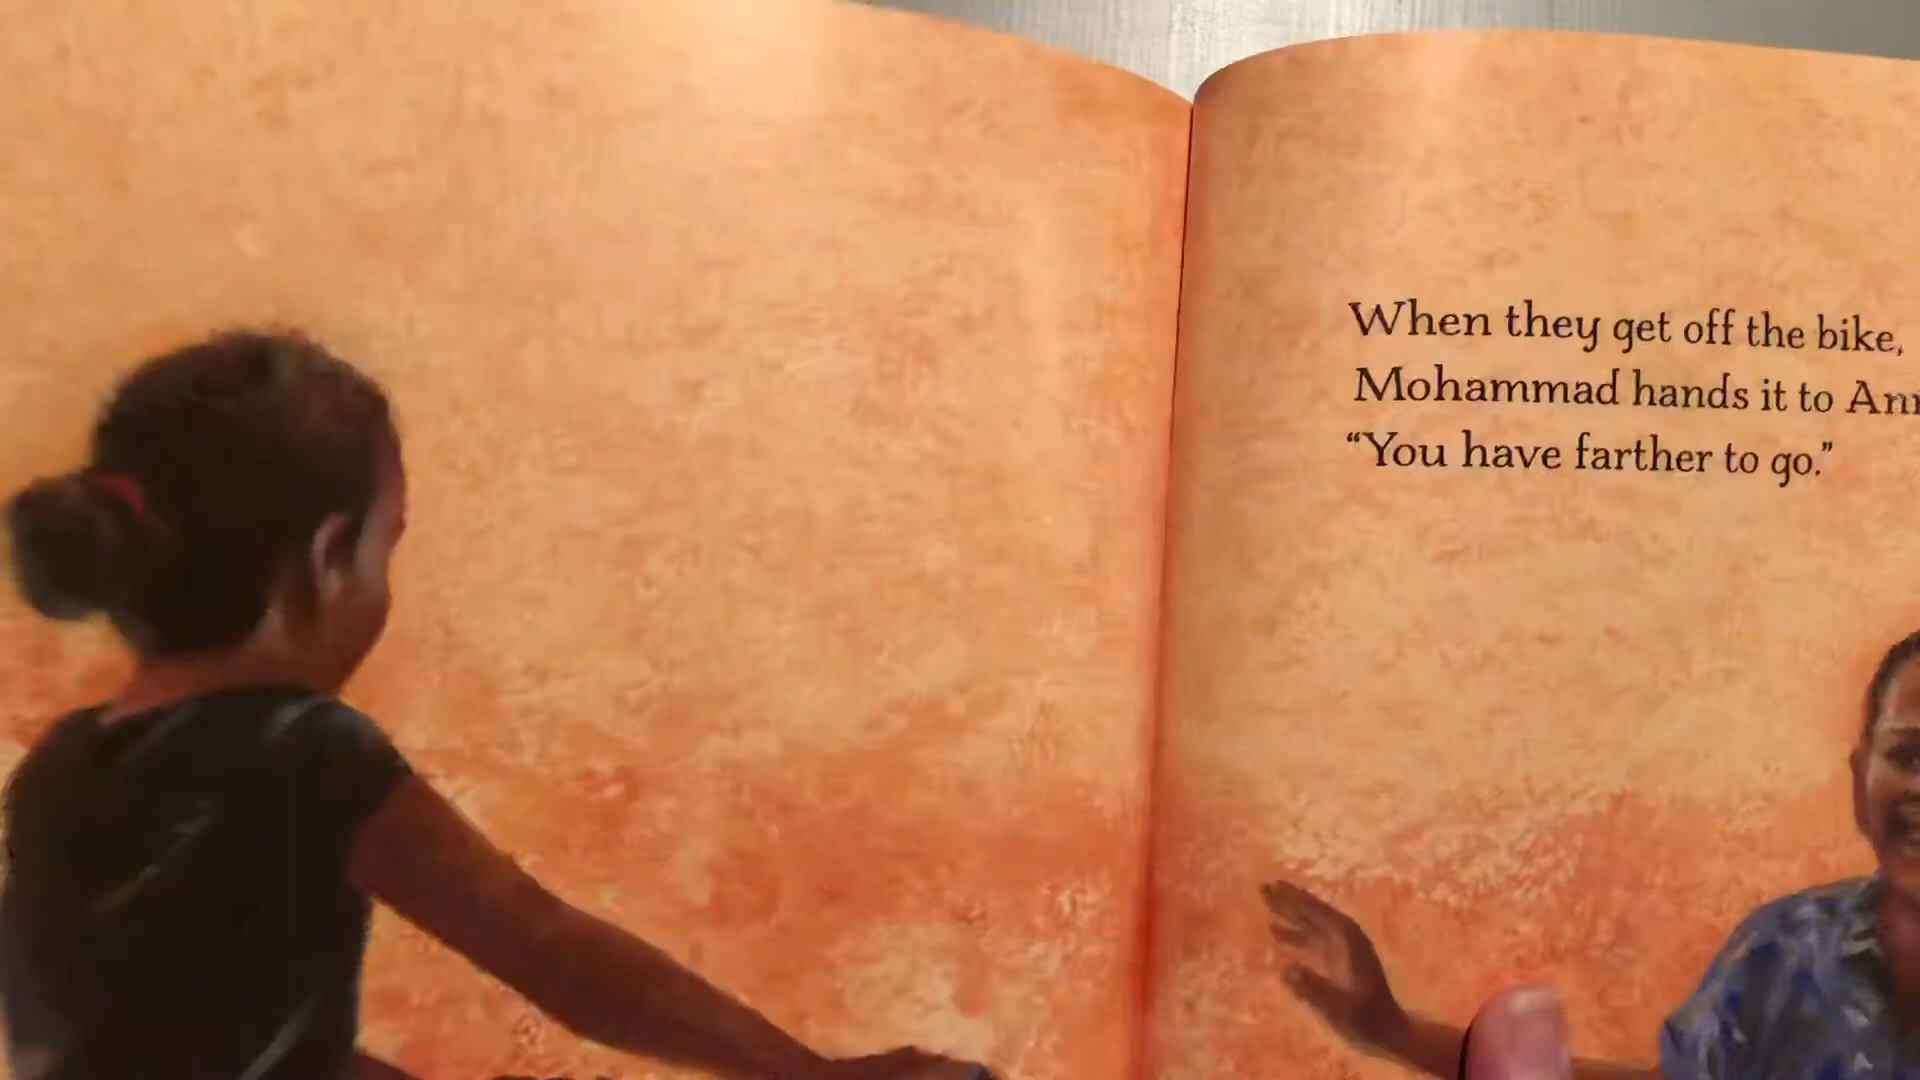 When they get off the bike,
Mohammad hands it to
“You have farther to go.”